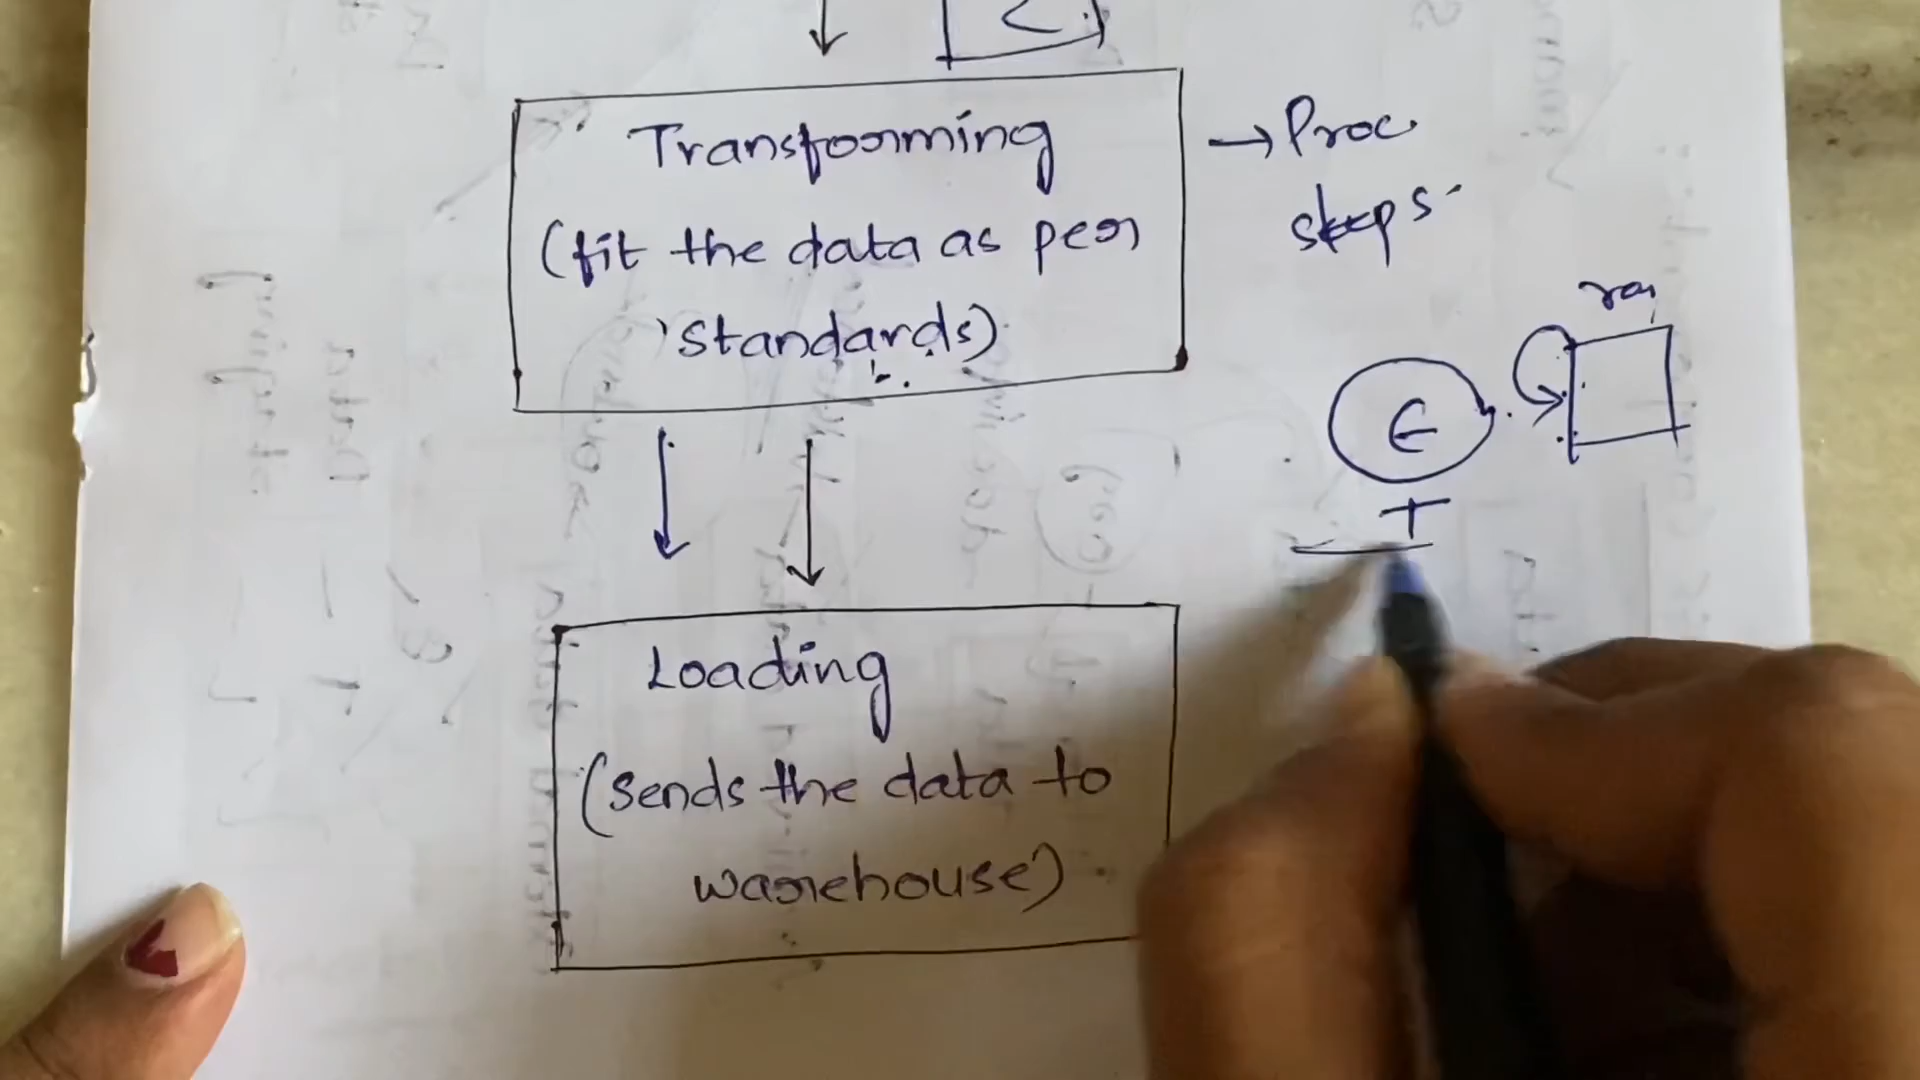 Transforming
(fit the data as per
standards)
→ Proc
steps
E
T
Loading
(sends the data to
warehouse)